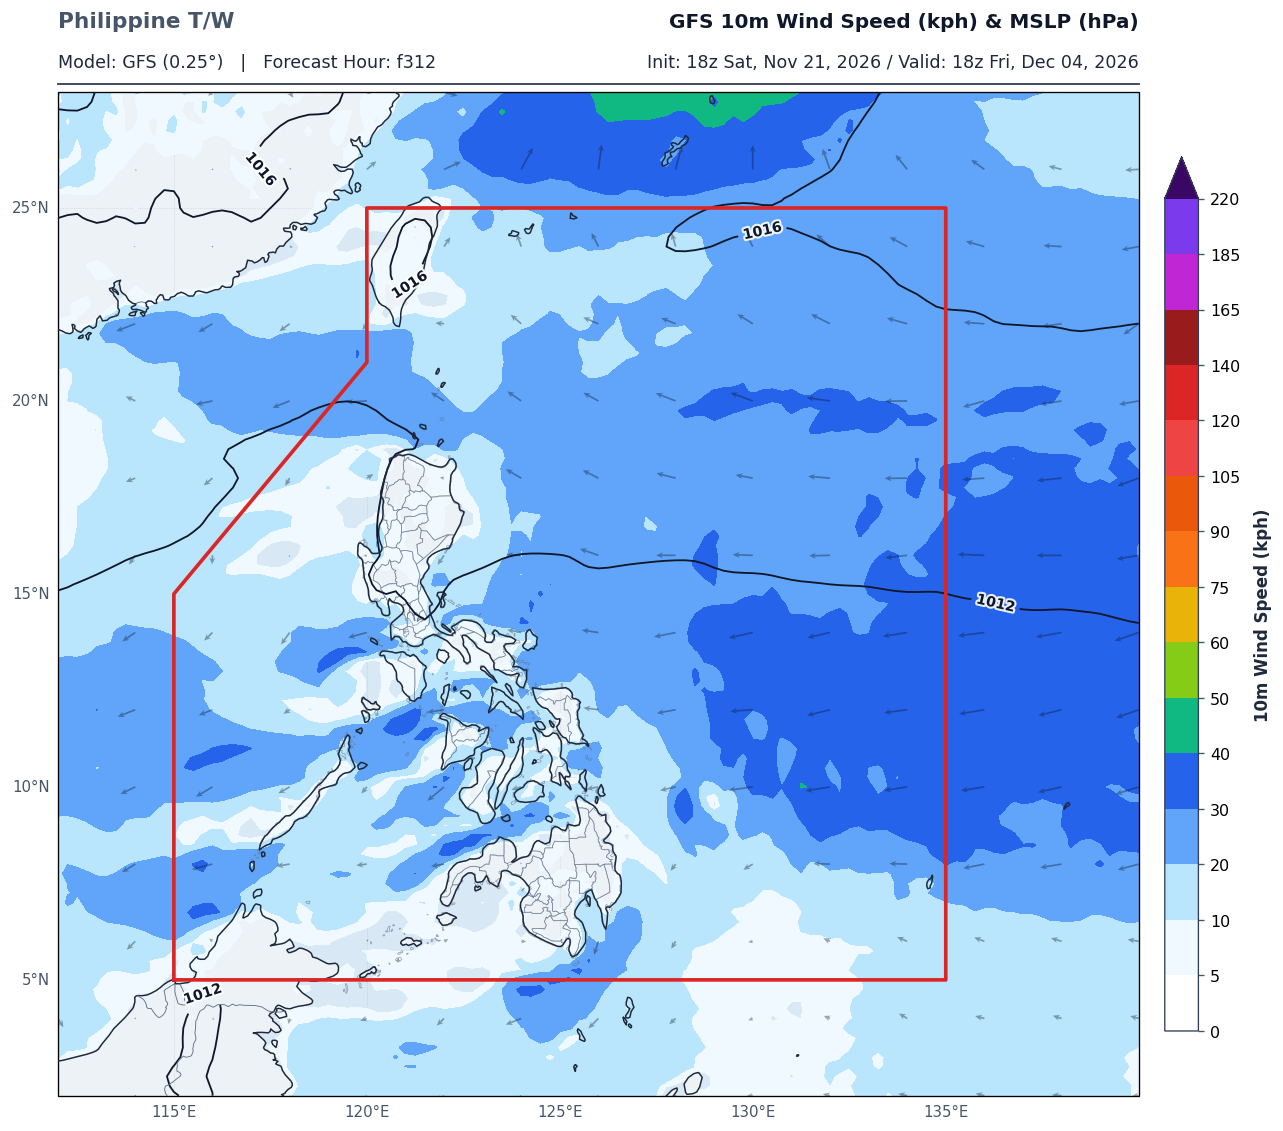 Philippine T/W
GFS 10m Wind Speed (kph) & MSLP (hPa)
Model: GFS (0.25°) | Forecast Hour: f312
Init: 18z Sat, Nov 21, 2026 / Valid: 18z Fri, Dec 04, 2026
1016
1016
1016
1012
1012
25°N
20°N
15°N
10°N
5°N
115°E
120°E
125°E
130°E
135°E
220
185
165
140
120
105
90
75
60
50
40
30
20
10
5
0
10m Wind Speed (kph)